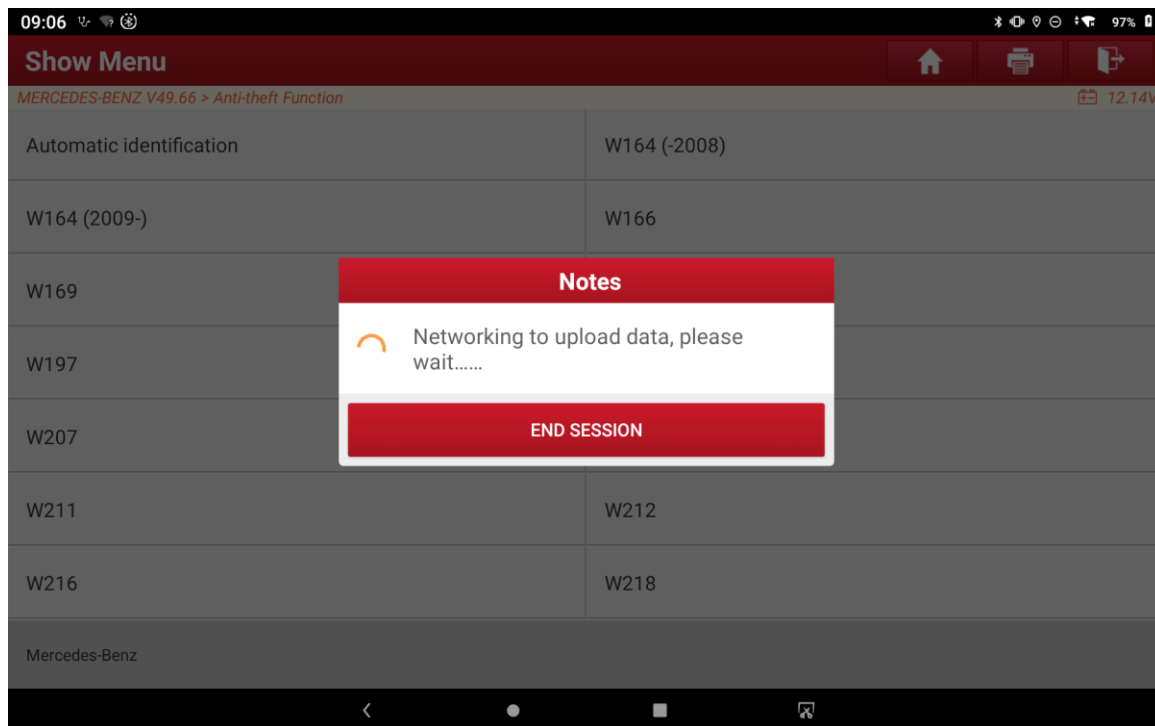 09:06 97%
Show Menu
MERCEDES-BENZ V49.66 > Anti-theft Function 12.14V
Automatic identification W164 (-2008)
W164 (2009-) W166
W169
W197
W207
W211 W212
W216 W218
Mercedes-Benz
Notes
Networking to upload data, please
wait......
END SESSION